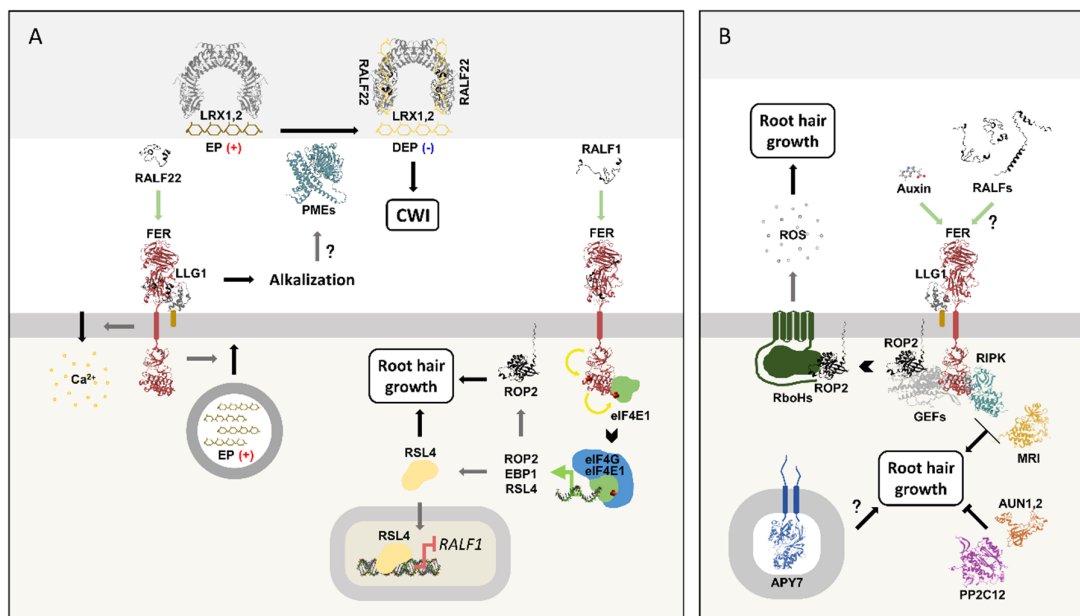 A
LRX1,2
EP (+)
RALF22
RALF22
LRX1,2
DEP (-)
CWI
RALF22
FER
LLG1
Alkalization
?
PMEs
RALF1
FER
Ca²⁺
EP (+)
Root hair
growth
ROP2
eIF4E1
RSL4
ROP2
EBP1
RSL4
eIF4G
eIF4E1
RSL4
RALF1
B
Root hair
growth
ROS
Auxin
RALFs
?
FER
LLG1
ROP2
RboHs
ROP2
GEFs
RIPK
MRI
Root hair
growth
?
APY7
AUN1,2
PP2C12